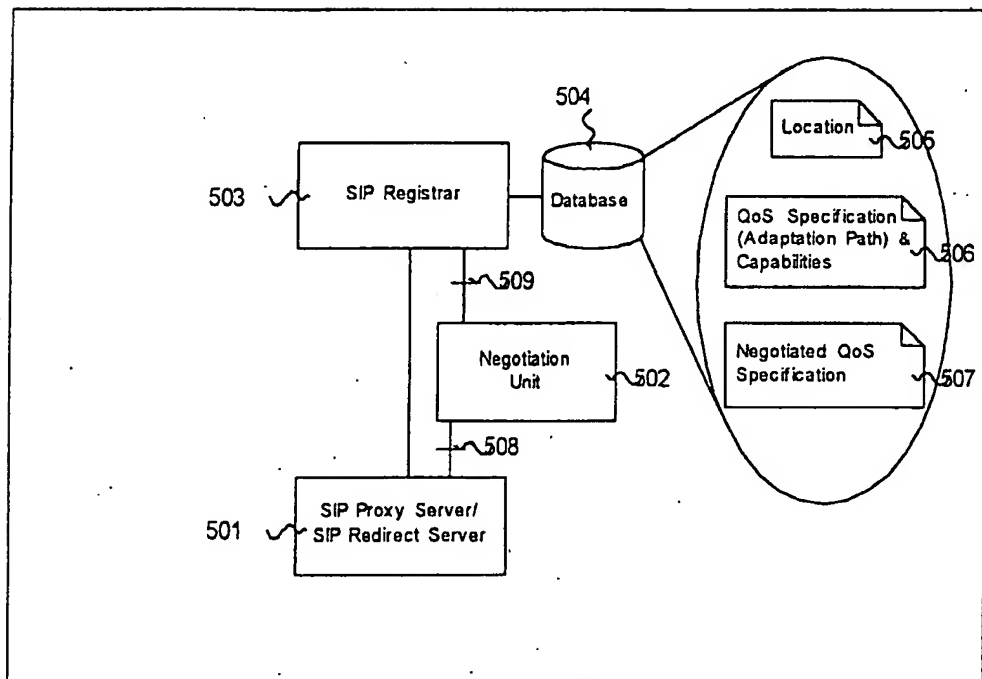 504
Location
505
503
SIP Registrar
Database
QoS Specification
(Adaptation Path) &
Capabilities
506
509
Negotiation
Unit
502
Negotiated QoS
Specification
507
508
501
SIP Proxy Server/
SIP Redirect Server